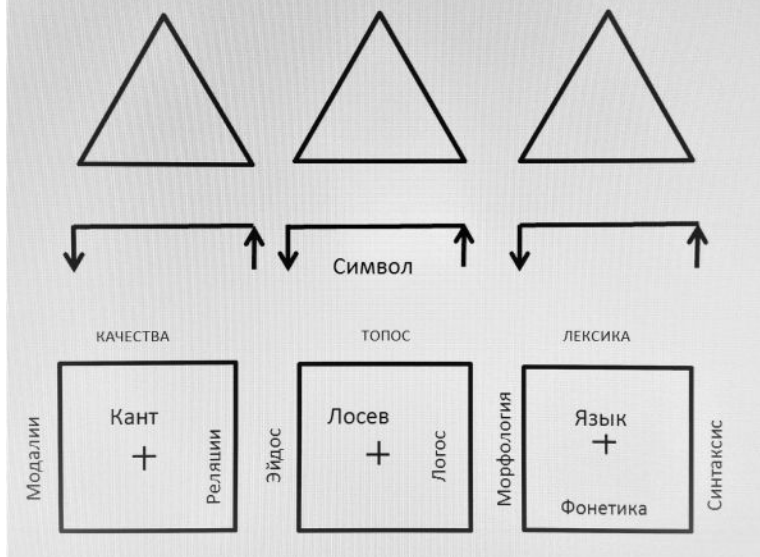 Символ
КАЧЕСТВА
ТОПОС
ЛЕКСИКА
Модалии
Кант
Реляции
Эйдос
Лосев
Логос
Морфология
Язык
Фонетика
Синтаксис